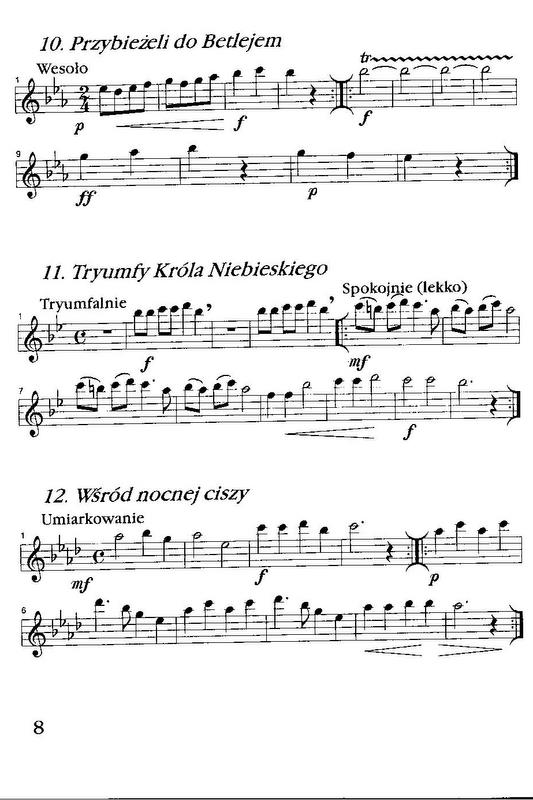 10. Przybieżeli do Betlejem
Wesoło
tr
1
2
4
p
f
f
9
ff
p
11. Tryumfy Króla Niebieskiego
Tryumfalnie
Spokojnie (lekko)
1
f
mf
7
f
12. Wśród nocnej ciszy
Umiarkowanie
1
mf
f
p
6
8